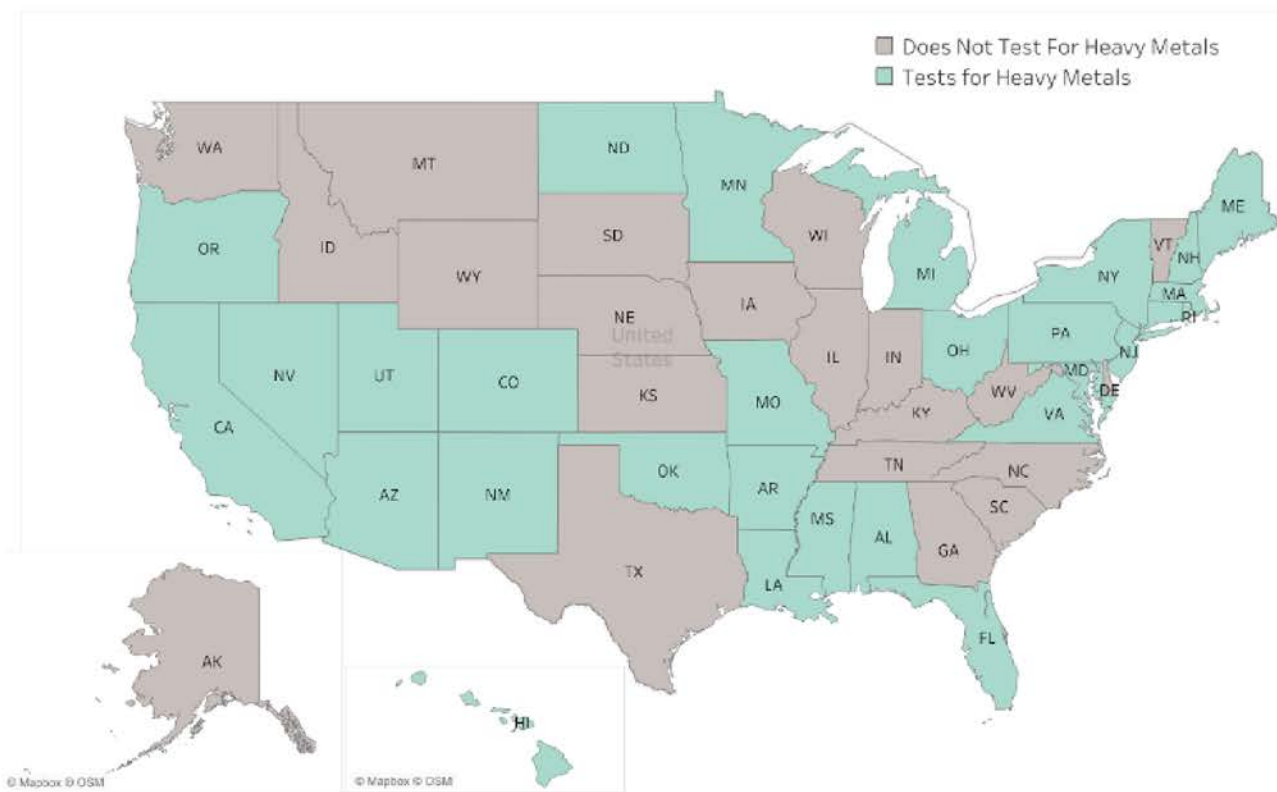 Does Not Test For Heavy Metals
Tests for Heavy Metals
WA
MT
ND
MN
ME
OR
ID
SD
WI
VT
NH
WY
MI
NY
MA
RI
IA
NE
United
States
PA
NJ
NV
UT
CO
IL
IN
OH
MD
DE
KS
MO
WV
VA
CA
KY
AZ
NM
OK
AR
TN
NC
SC
MS
AL
GA
TX
LA
FL
AK
HI
© Mapbox © OSM
© Mapbox © OSM